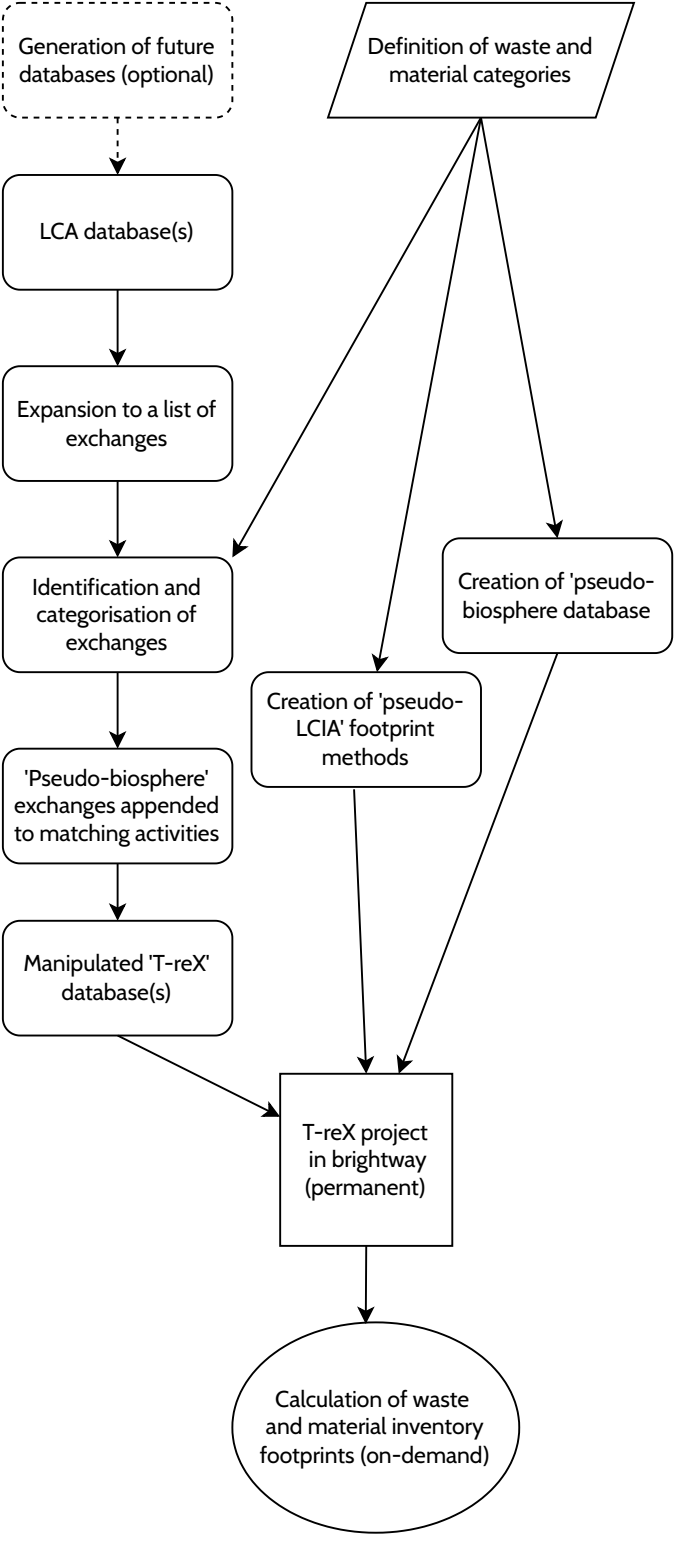 Generation of future
databases (optional)
Definition of waste and
material categories
LCA database(s)
Expansion to a list of
exchanges
Identification and
categorisation of
exchanges
Creation of 'pseudo-
biosphere database
Creation of 'pseudo-
LCIA' footprint
methods
'Pseudo-biosphere'
exchanges appended
to matching activities
Manipulated 'T-reX'
database(s)
T-reX project
in brightway
(permanent)
Calculation of waste
and material inventory
footprints (on-demand)